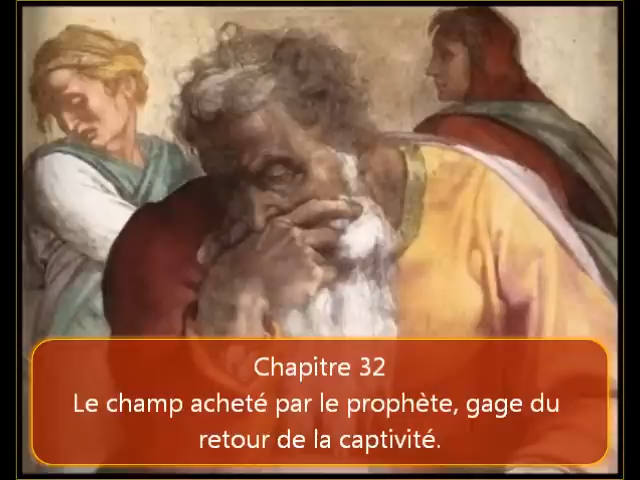 Chapitre 32
Le champ acheté par le prophète, gage du
retour de la captivité.